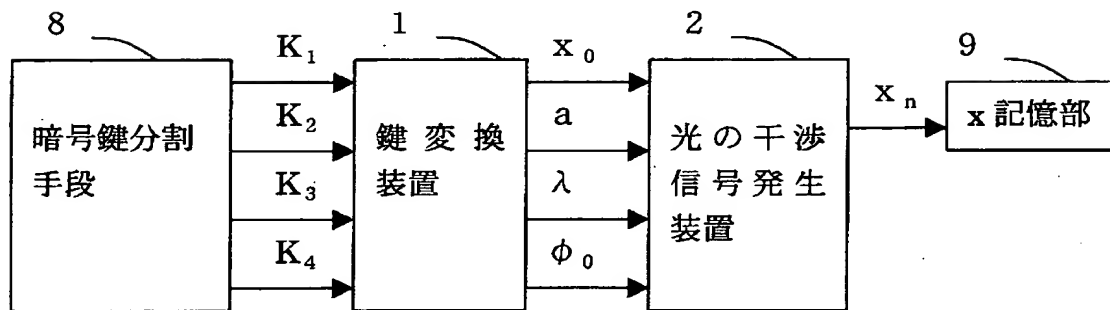 8
1
2
9
K₁
K₂
K₃
K₄
x₀
a
λ
φ₀
xₙ
暗号鍵分割
手段
鍵変換
装置
光の干渉
信号発生
装置
x記憶部